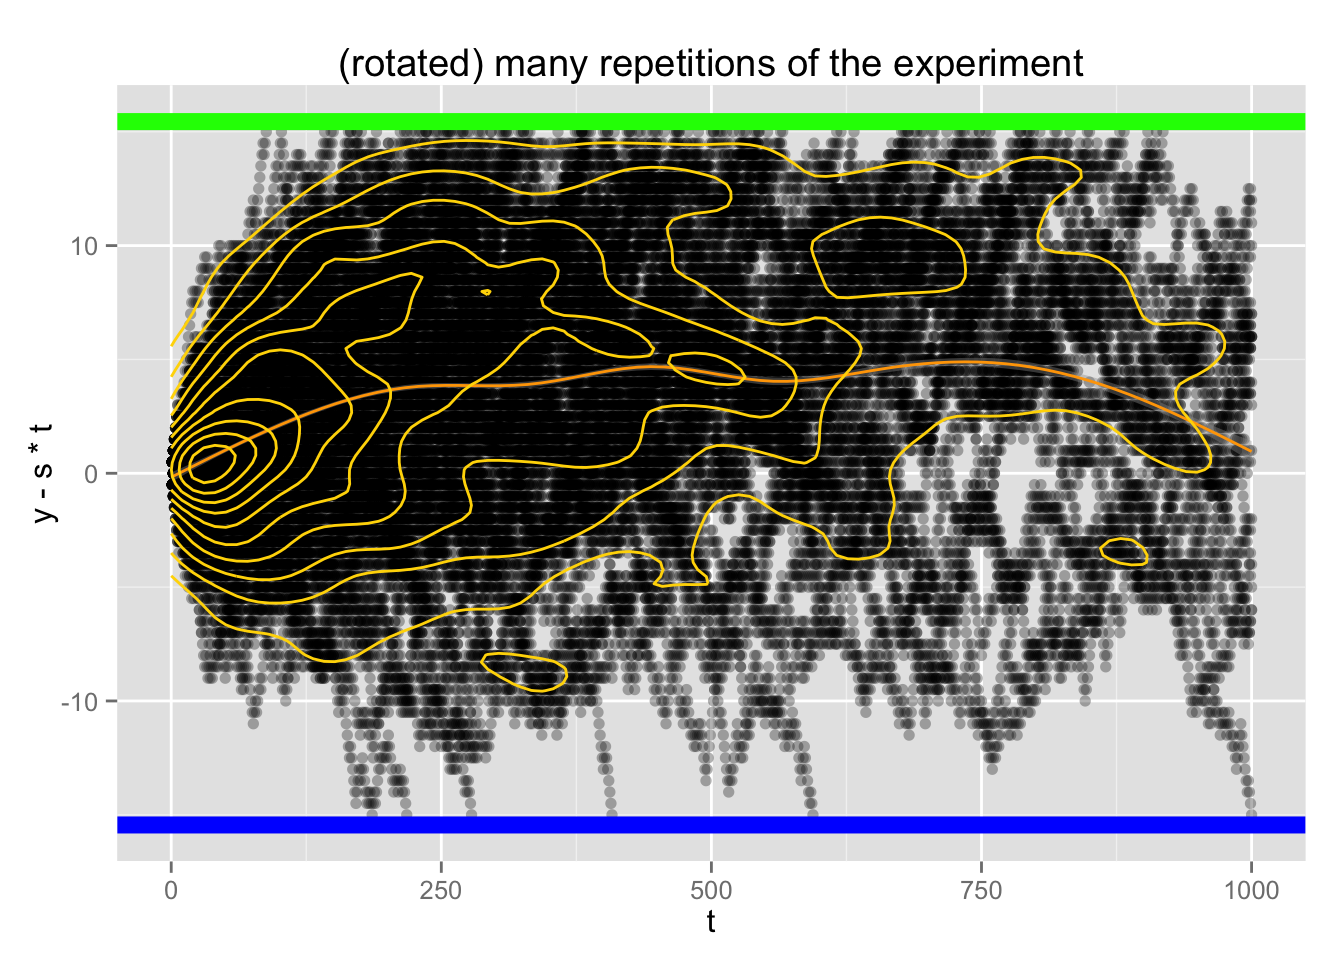 (rotated) many repetitions of the experiment
y - s * t
10
0
-10
0
250
500
750
1000
t